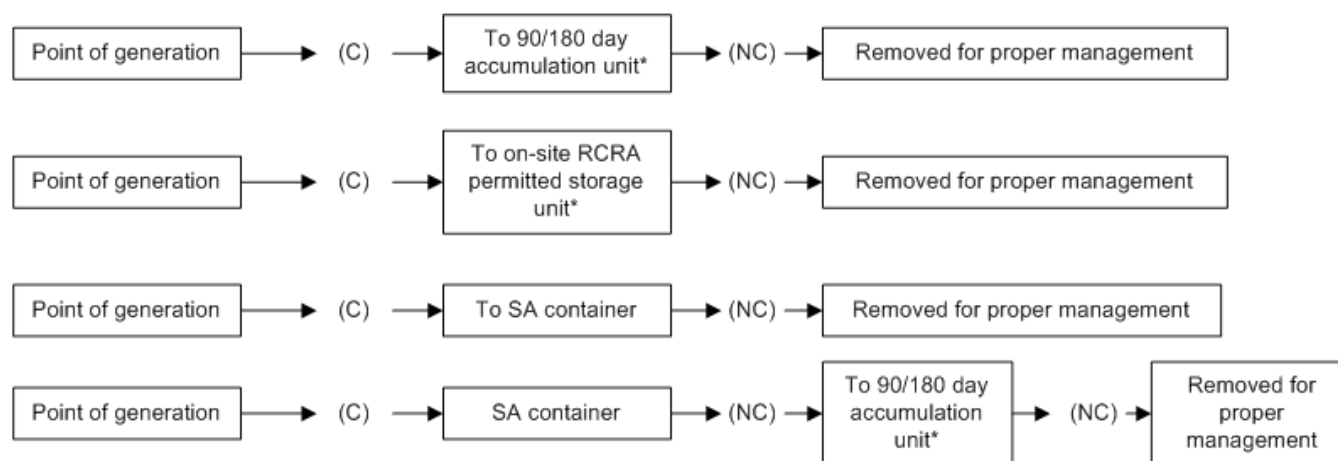 Point of generation
(C)
To 90/180 day
accumulation unit*
(NC)
Removed for proper management
Point of generation
(C)
To on-site RCRA
permitted storage
unit*
(NC)
Removed for proper management
Point of generation
(C)
To SA container
(NC)
Removed for proper management
Point of generation
(C)
SA container
(NC)
To 90/180 day
accumulation
unit*
(NC)
Removed for
proper
management